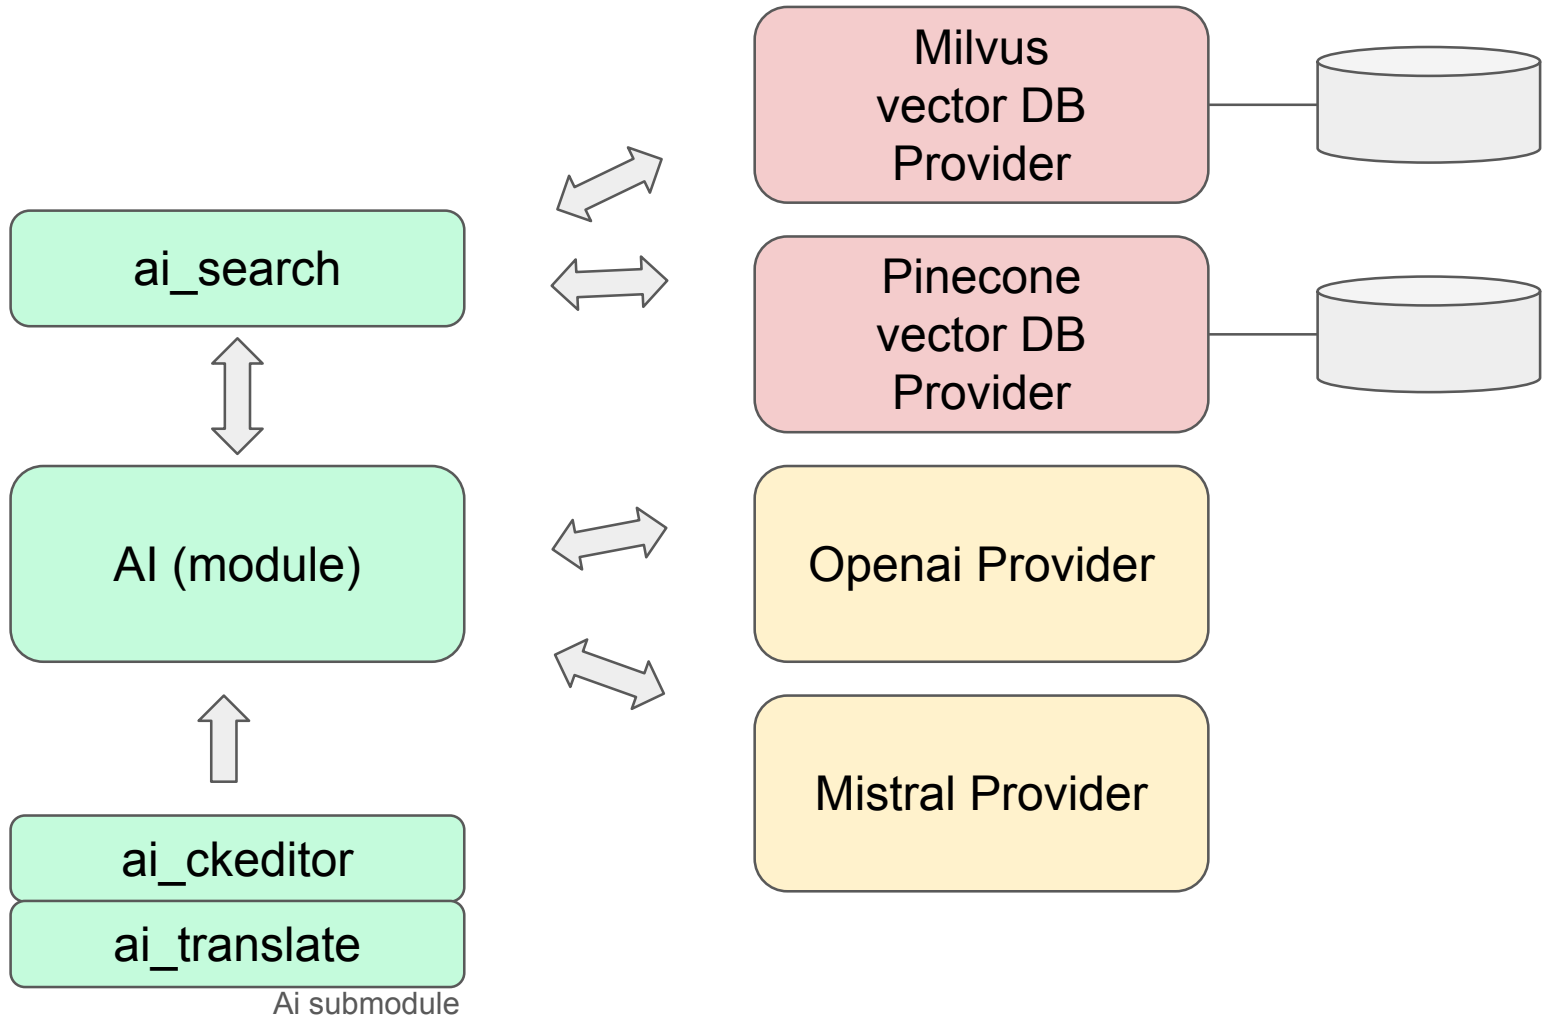 Milvus
vector DB
Provider
ai_search
Pinecone
vector DB
Provider
AI (module)
Openai Provider
Mistral Provider
ai_ckeditor
ai_translate
Ai submodule